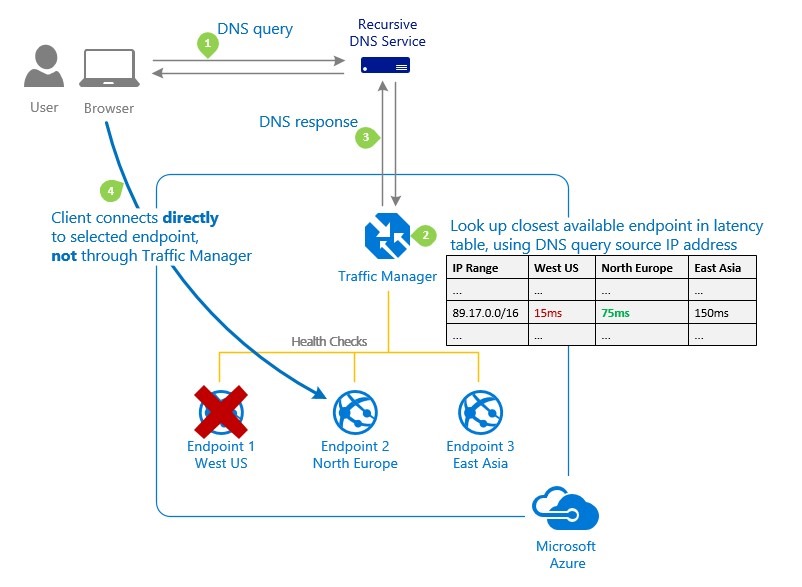 DNS query
1
Recursive
DNS Service
User
Browser
DNS response
3
4
Client connects directly
to selected endpoint,
not through Traffic Manager
2
Traffic Manager
Look up closest available endpoint in latency
table, using DNS query source IP address
IP Range West US North Europe East Asia
... ... ... ...
89.17.0.0/16 15ms 75ms 150ms
... ... ... ...
Health Checks
Endpoint 1
West US
Endpoint 2
North Europe
Endpoint 3
East Asia
Microsoft
Azure